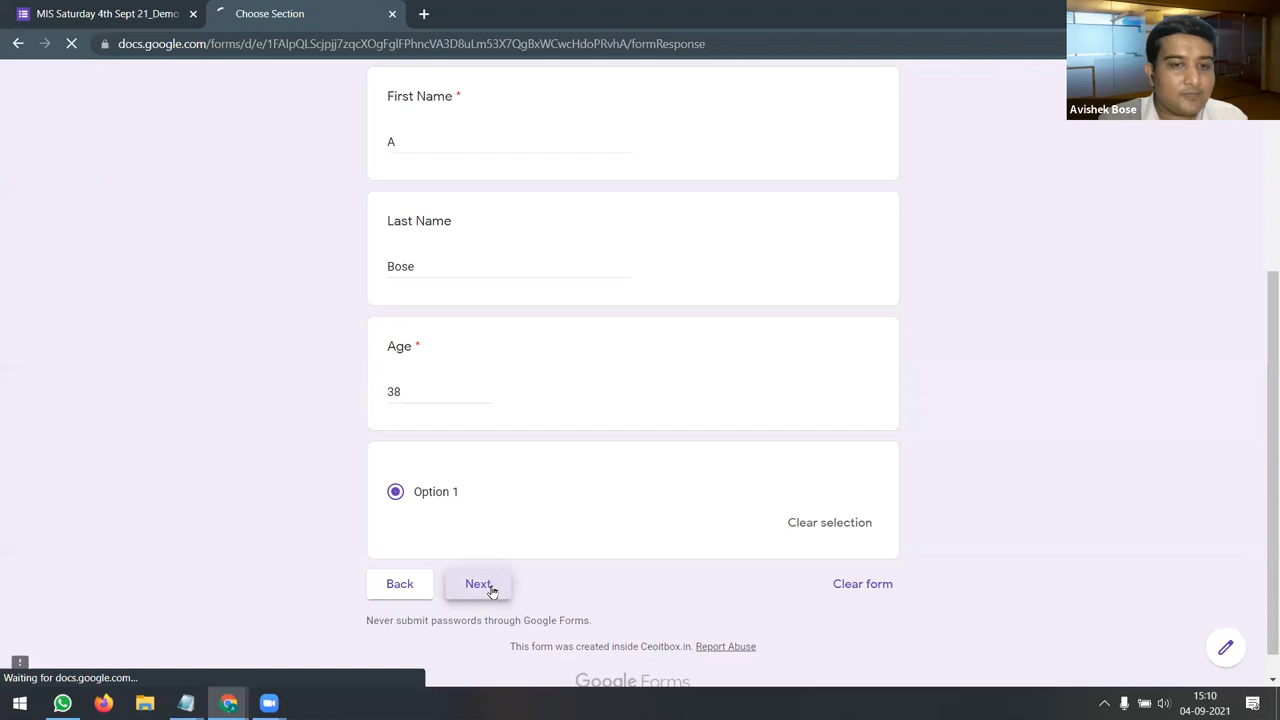 MIS Saturday 4th Sept 21_Demo
Choose Section
docs.google.com/forms/d/e/1FAIpQLScjpjj7zqcXOgFglFPhncVA3D8uLm53X7QgBxWCwcHdoPRvhA/formResponse
Avishek Bose
First Name *
A
Last Name
Bose
Age *
38
Option 1
Clear selection
Back
Next
Clear form
Never submit passwords through Google Forms.
This form was created inside Ceoitbox.in. Report Abuse
Google Forms
Waiting for docs.google.com...
15:10
04-09-2021